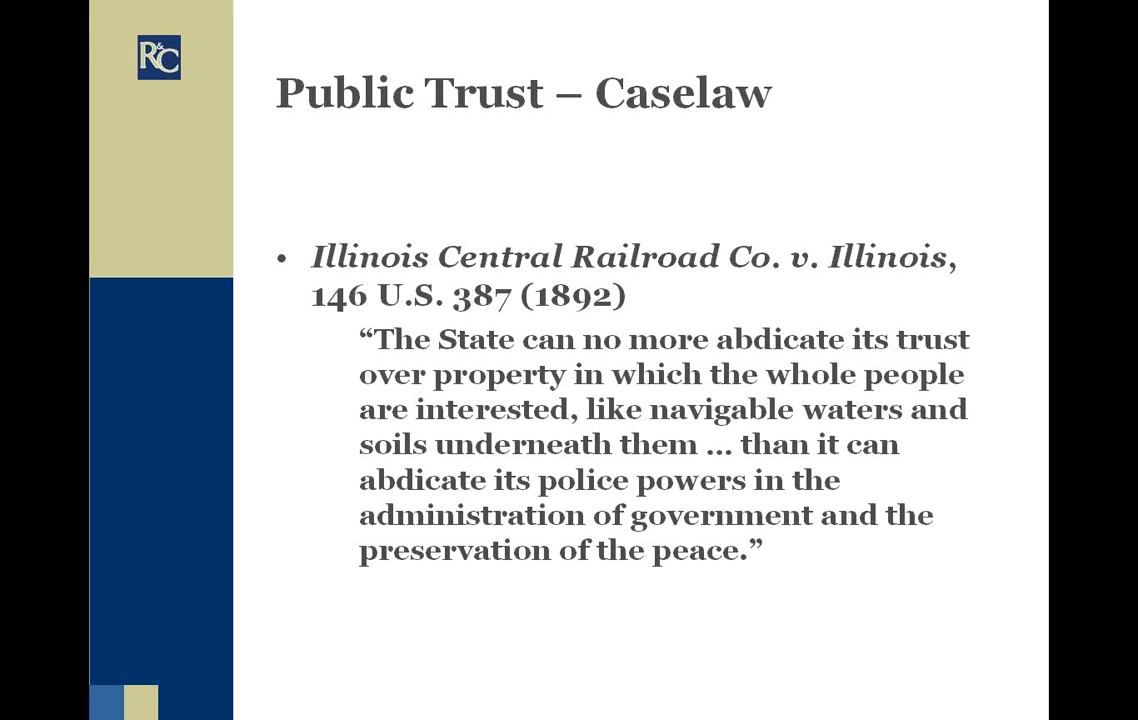 R&C
Public Trust – Caselaw
• Illinois Central Railroad Co. v. Illinois,
146 U.S. 387 (1892)
“The State can no more abdicate its trust
over property in which the whole people
are interested, like navigable waters and
soils underneath them ... than it can
abdicate its police powers in the
administration of government and the
preservation of the peace.”